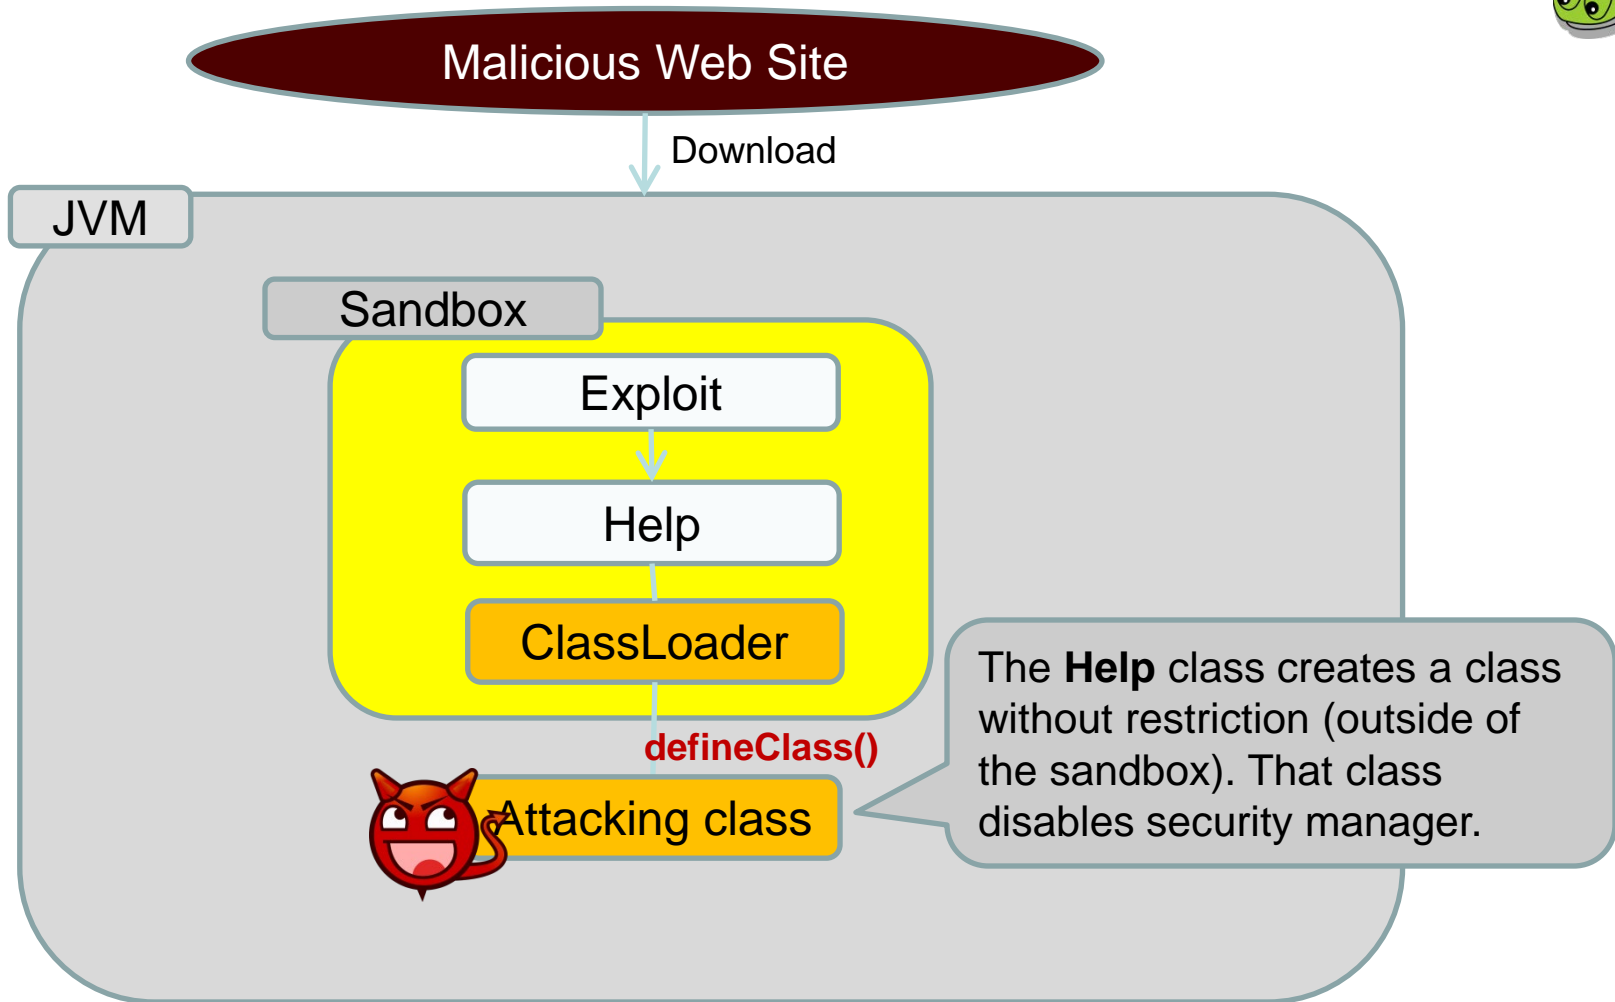 Malicious Web Site
Download
JVM
Sandbox
Exploit
Help
ClassLoader
defineClass()
Attacking class
The Help class creates a class
without restriction (outside of
the sandbox). That class
disables security manager.